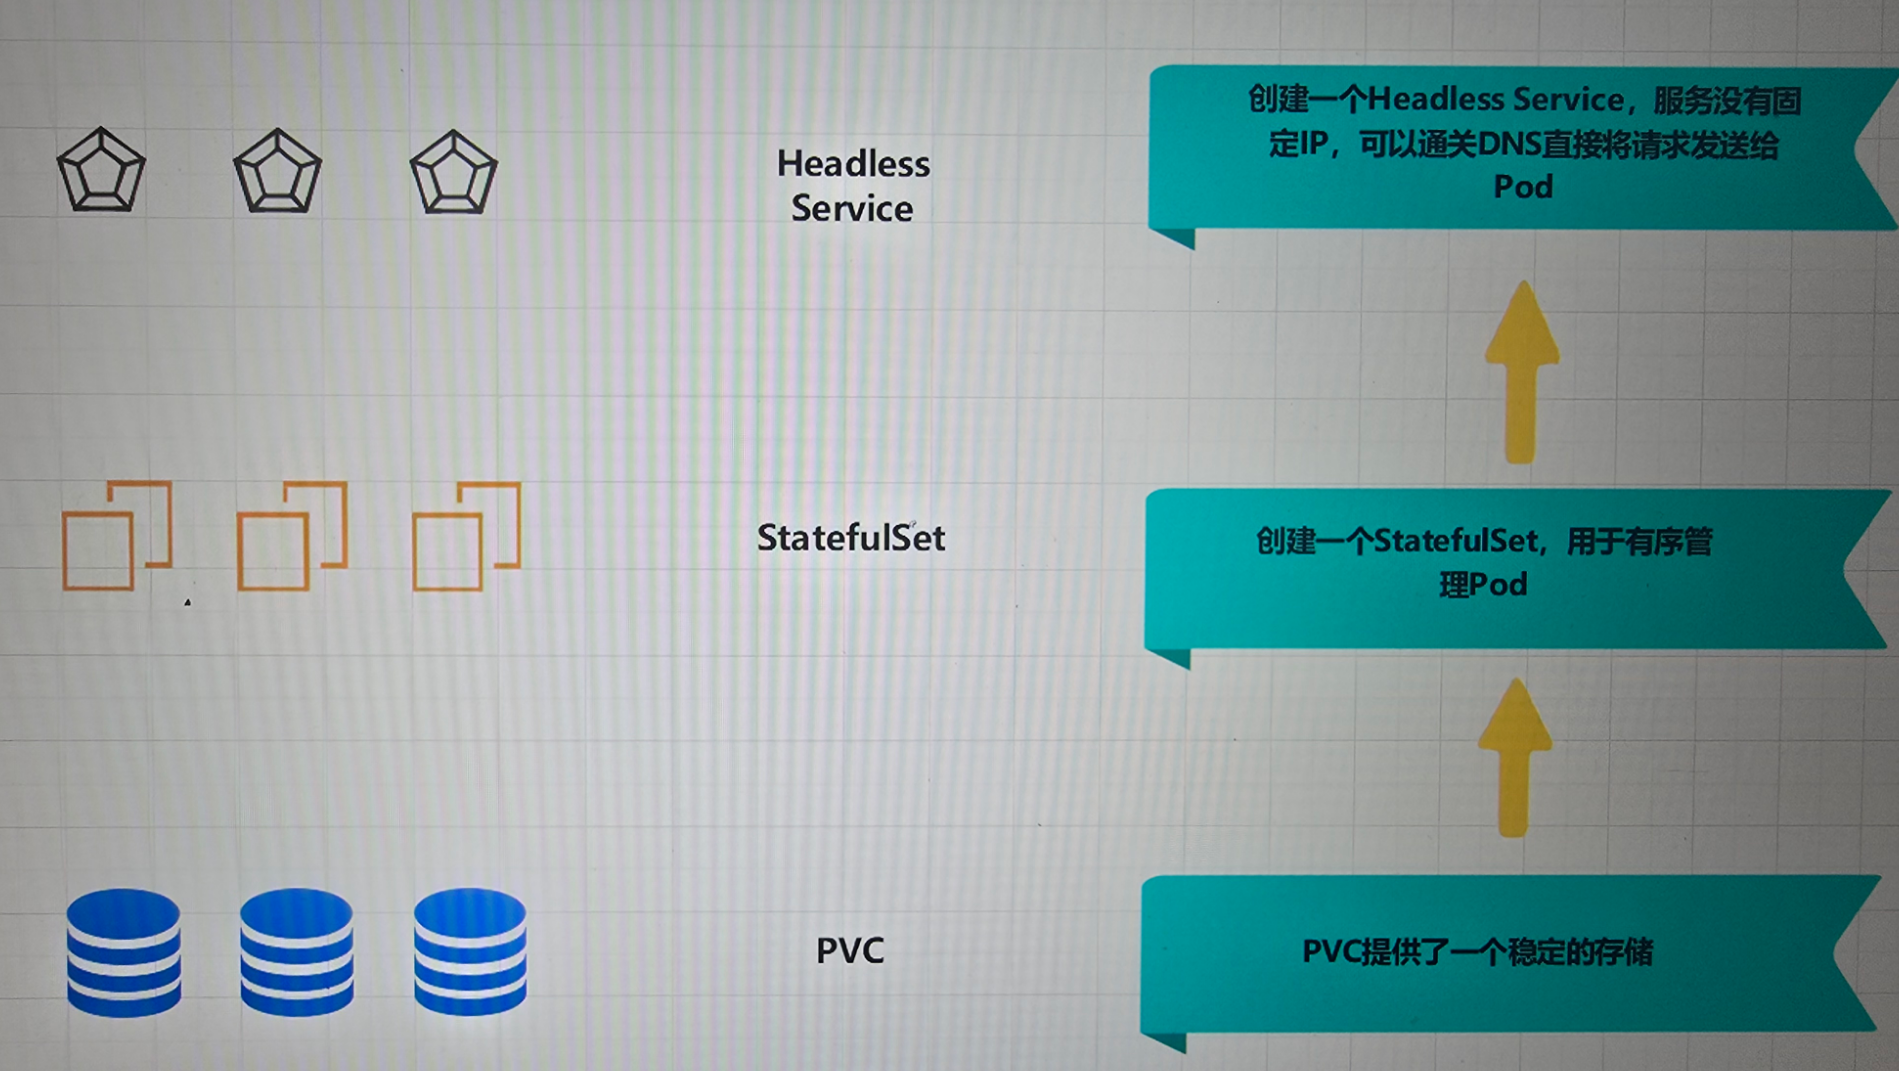 Headless
Service
创建一个Headless Service，服务没有固
定IP，可以通关DNS直接将请求发送给
Pod
StatefulSet
创建一个StatefulSet，用于有序管
理Pod
PVC
PVC提供了一个稳定的存储